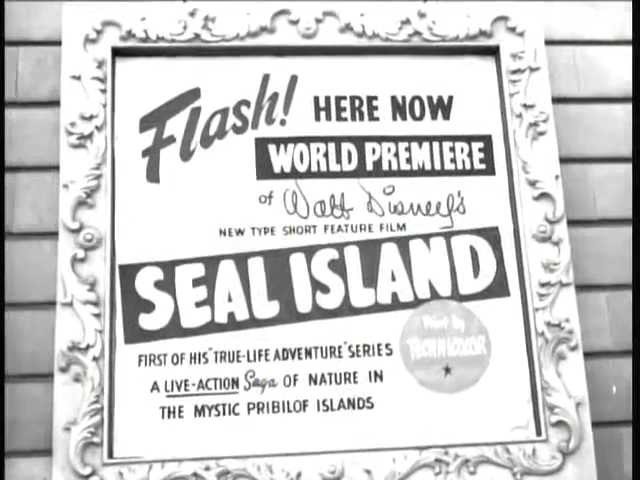 Flash! HERE NOW
WORLD PREMIERE
of Walt Disney's
NEW TYPE SHORT FEATURE FILM
SEAL ISLAND
Print by
TECHNICOLOR
FIRST OF HIS "TRUE-LIFE ADVENTURE" SERIES
A LIVE-ACTION Saga OF NATURE IN
THE MYSTIC PRIBILOF ISLANDS